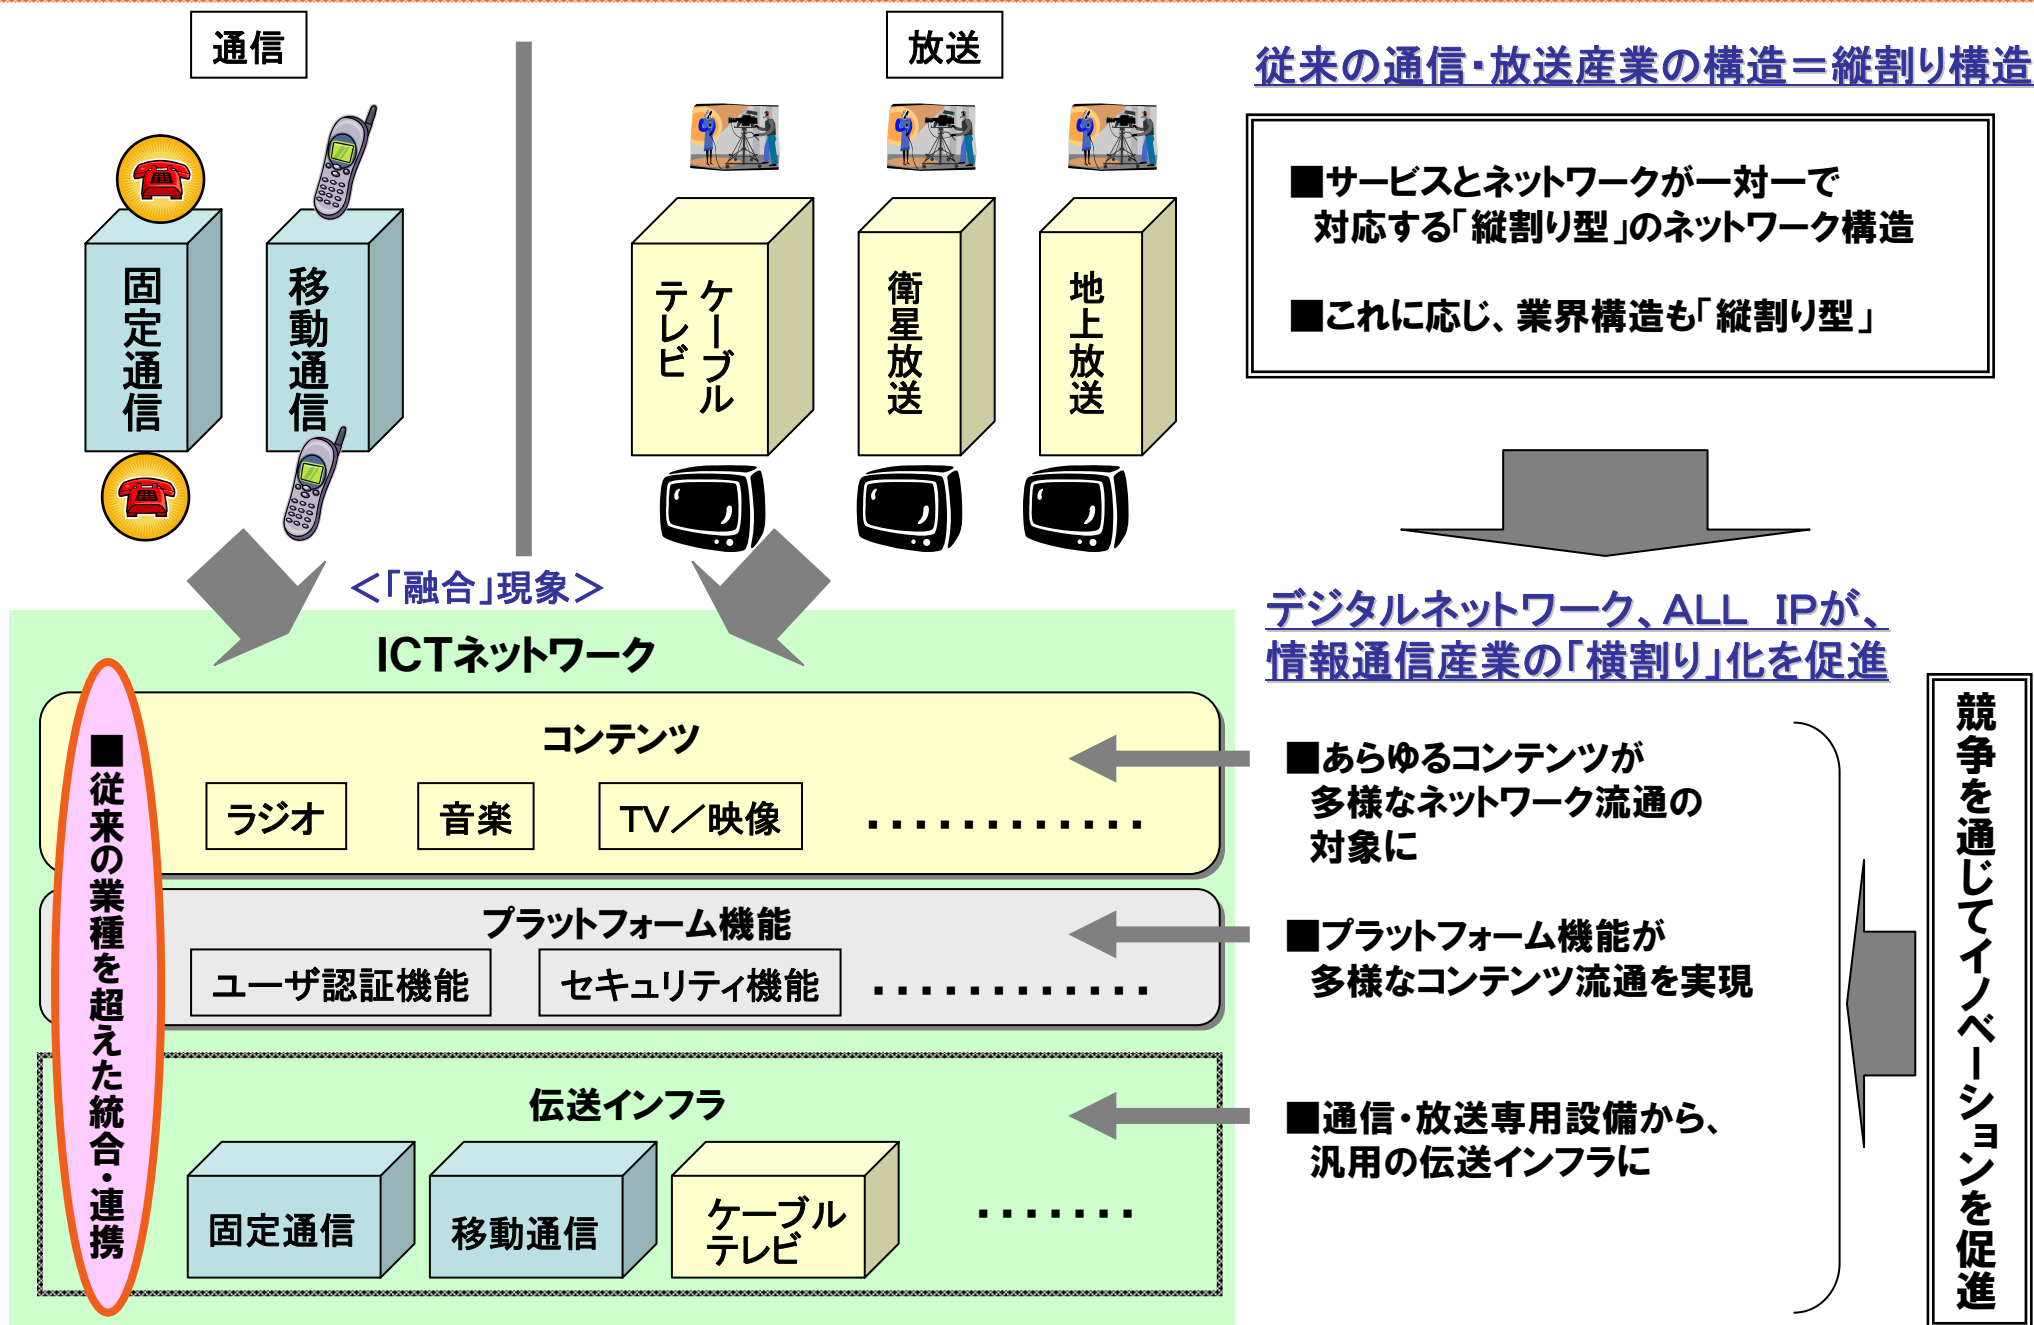 通信
放送
従来の通信・放送産業の構造＝縦割り構造
固定通信
移動通信
ケーブル
テレビ
衛星放送
地上放送
■サービスとネットワークが一対一で
対応する「縦割り型」のネットワーク構造
■これに応じ、業界構造も「縦割り型」
＜「融合」現象＞
デジタルネットワーク、ALL IPが、
情報通信産業の「横割り」化を促進
ICTネットワーク
■従来の業種を超えた統合・連携
コンテンツ
ラジオ
音楽
TV／映像
・・・・・・・・・・・・
■あらゆるコンテンツが
多様なネットワーク流通の
対象に
プラットフォーム機能
ユーザ認証機能
セキュリティ機能
・・・・・・・・・・・・
■プラットフォーム機能が
多様なコンテンツ流通を実現
伝送インフラ
固定通信
移動通信
ケーブル
テレビ
・・・・・・・
■通信・放送専用設備から、
汎用の伝送インフラに
競争を通じてイノベーションを促進